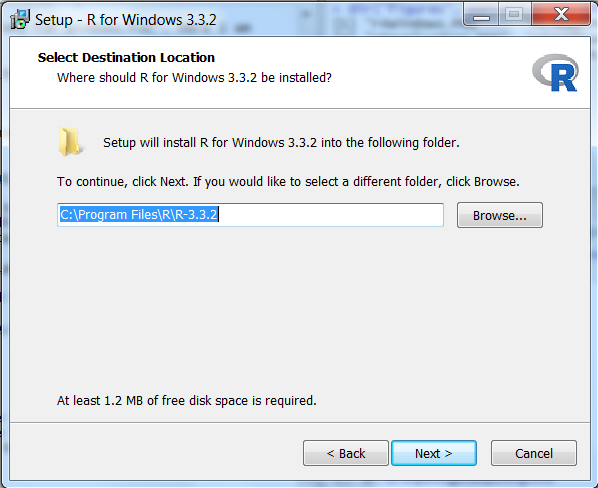 Setup - R for Windows 3.3.2
Select Destination Location
Where should R for Windows 3.3.2 be installed?
R
Setup will install R for Windows 3.3.2 into the following folder.
To continue, click Next. If you would like to select a different folder, click Browse.
C:\Program Files\R\R-3.3.2
Browse...
At least 1.2 MB of free disk space is required.
< Back
Next >
Cancel